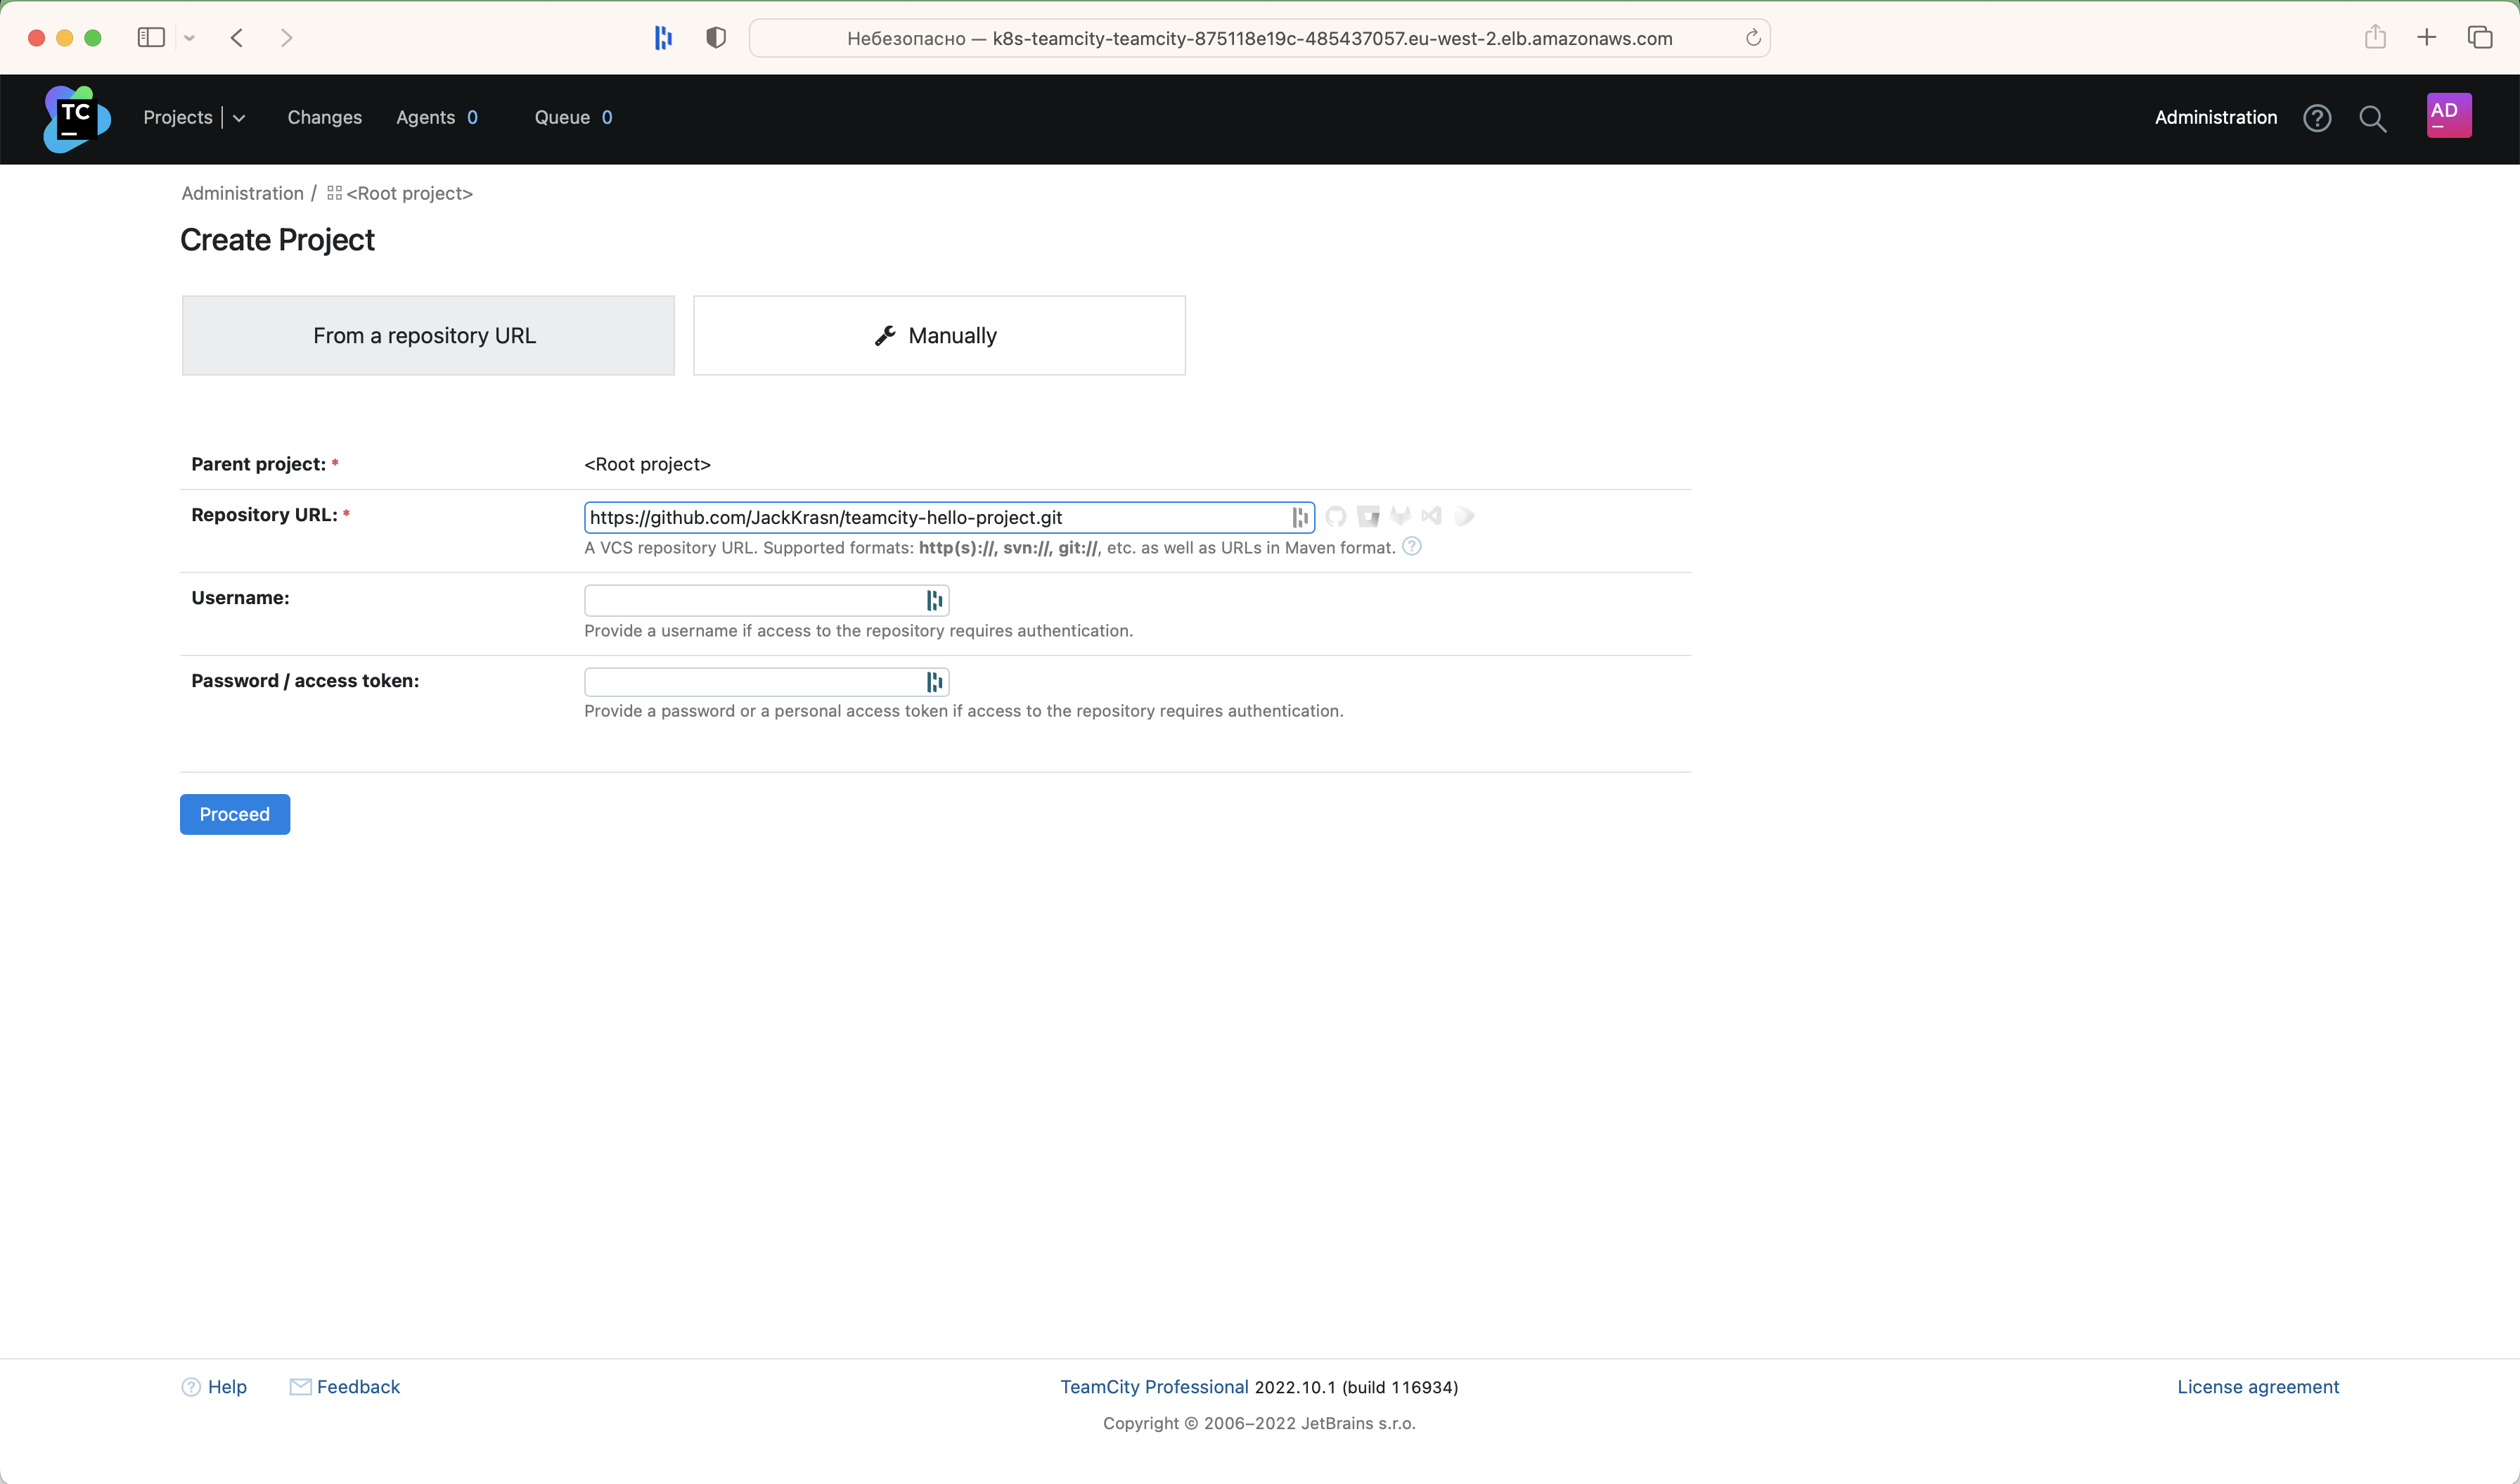 Небезопасно — k8s-teamcity-teamcity-875118e19c-485437057.eu-west-2.elb.amazonaws.com
TC Projects Changes Agents 0 Queue 0 Administration AD
Administration / <Root project>
Create Project
From a repository URL Manually
Parent project: * <Root project>
Repository URL: * https://github.com/JackKrasn/teamcity-hello-project.git
A VCS repository URL. Supported formats: http(s)://, svn://, git://, etc. as well as URLs in Maven format.
Username:
Provide a username if access to the repository requires authentication.
Password / access token:
Provide a password or a personal access token if access to the repository requires authentication.
Proceed
Help Feedback TeamCity Professional 2022.10.1 (build 116934) License agreement
Copyright © 2006–2022 JetBrains s.r.o.